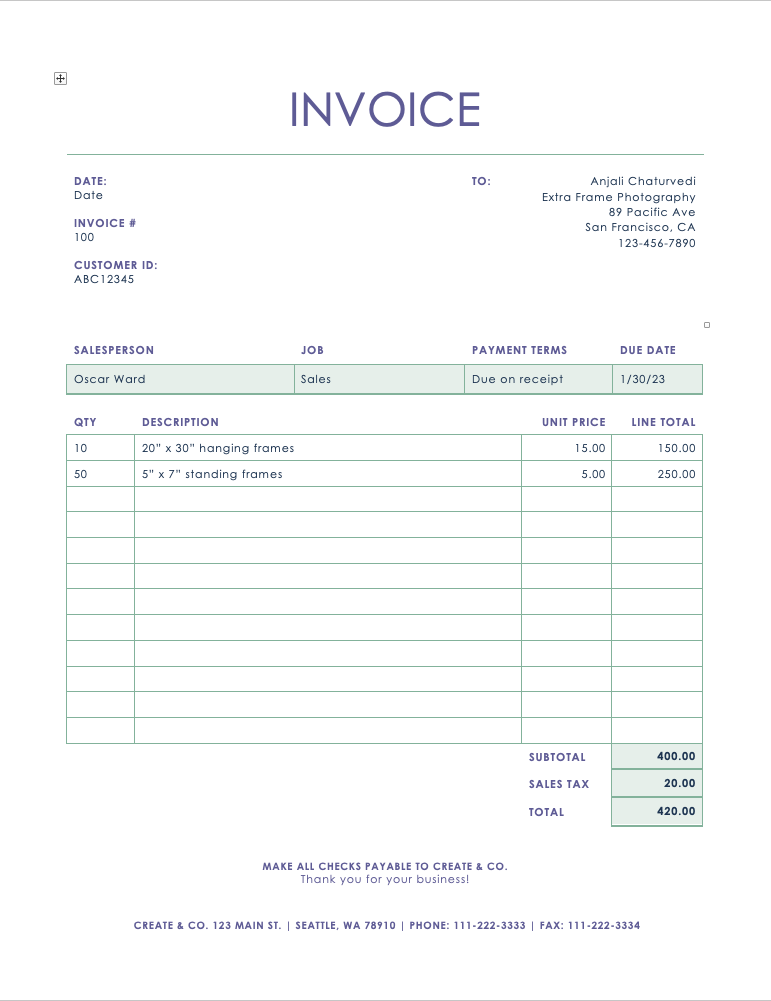 INVOICE
DATE:
Date
INVOICE #
100
CUSTOMER ID:
ABC12345
TO:
Anjali Chaturvedi
Extra Frame Photography
89 Pacific Ave
San Francisco, CA
123-456-7890
SALESPERSON JOB PAYMENT TERMS DUE DATE
Oscar Ward Sales Due on receipt 1/30/23
QTY DESCRIPTION UNIT PRICE LINE TOTAL
10 20” x 30” hanging frames 15.00 150.00
50 5” x 7” standing frames 5.00 250.00
SUBTOTAL 400.00
SALES TAX 20.00
TOTAL 420.00
MAKE ALL CHECKS PAYABLE TO CREATE & CO.
Thank you for your business!
CREATE & CO. 123 MAIN ST. | SEATTLE, WA 78910 | PHONE: 111-222-3333 | FAX: 111-222-3334